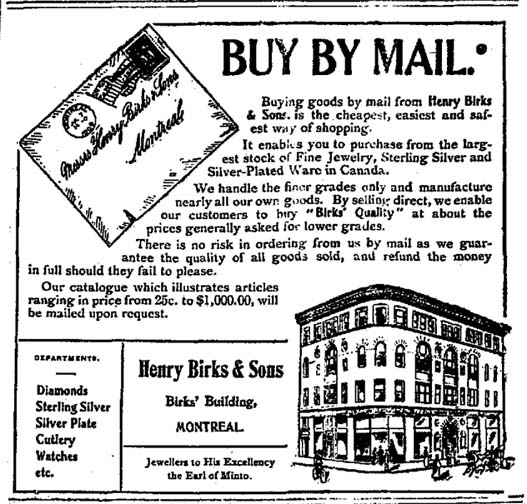 BUY BY MAIL.
Messrs Henry Birks & Sons
Montreal
Buying goods by mail from Henry Birks
& Sons. is the cheapest, easiest and saf-
est way of shopping.
It enables you to purchase from the larg-
est stock of Fine Jewelry, Sterling Silver and
Silver-Plated Ware in Canada.
We handle the finer grades only and manufacture
nearly all our own goods. By selling direct, we enable
our customers to buy "Birks' Quality" at about the
prices generally asked for lower grades.
There is no risk in ordering from us by mail as we guar-
antee the quality of all goods sold, and refund the money
in full should they fail to please.
Our catalogue which illustrates articles
ranging in price from 25c. to $1,000.00, will
be mailed upon request.
DEPARTMENTS.
Diamonds
Sterling Silver
Silver Plate
Cutlery
Watches
etc.
Henry Birks & Sons
Birks' Building,
MONTREAL.
Jewellers to His Excellency
the Earl of Minto.